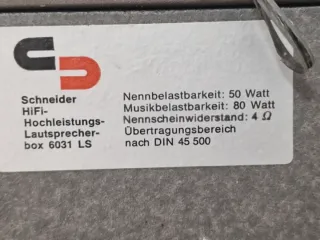 Schneider
HiFi-
Hochleistungs-
Lautsprecher-
box 6031 LS
Nennbelastbarkeit: 50 Watt
Musikbelastbarkeit: 80 Watt
Nennscheinwiderstand: 4 Ω
Übertragungsbereich
nach DIN 45 500